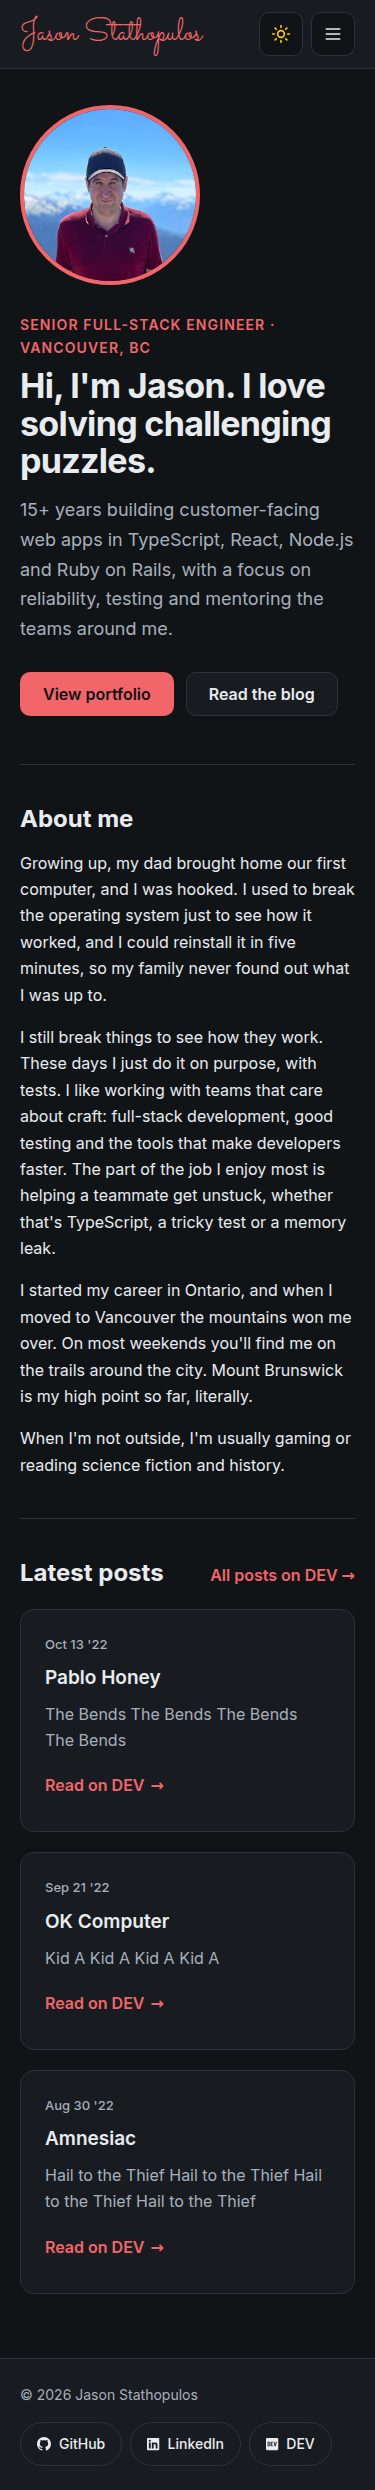 Jason Stathopulos
SENIOR FULL-STACK ENGINEER ·
VANCOUVER, BC
Hi, I'm Jason. I love
solving challenging
puzzles.
15+ years building customer-facing
web apps in TypeScript, React, Node.js
and Ruby on Rails, with a focus on
reliability, testing and mentoring the
teams around me.
View portfolio
Read the blog
About me
Growing up, my dad brought home our first
computer, and I was hooked. I used to break
the operating system just to see how it
worked, and I could reinstall it in five
minutes, so my family never found out what
I was up to.
I still break things to see how they work.
These days I just do it on purpose, with
tests. I like working with teams that care
about craft: full-stack development, good
testing and the tools that make developers
faster. The part of the job I enjoy most is
helping a teammate get unstuck, whether
that's TypeScript, a tricky test or a memory
leak.
I started my career in Ontario, and when I
moved to Vancouver the mountains won me
over. On most weekends you'll find me on
the trails around the city. Mount Brunswick
is my high point so far, literally.
When I'm not outside, I'm usually gaming or
reading science fiction and history.
Latest posts
All posts on DEV →
Oct 13 '22
Pablo Honey
The Bends The Bends The Bends
The Bends
Read on DEV →
Sep 21 '22
OK Computer
Kid A Kid A Kid A Kid A
Read on DEV →
Aug 30 '22
Amnesiac
Hail to the Thief Hail to the Thief Hail
to the Thief Hail to the Thief
Read on DEV →
© 2026 Jason Stathopulos
GitHub
LinkedIn
DEV